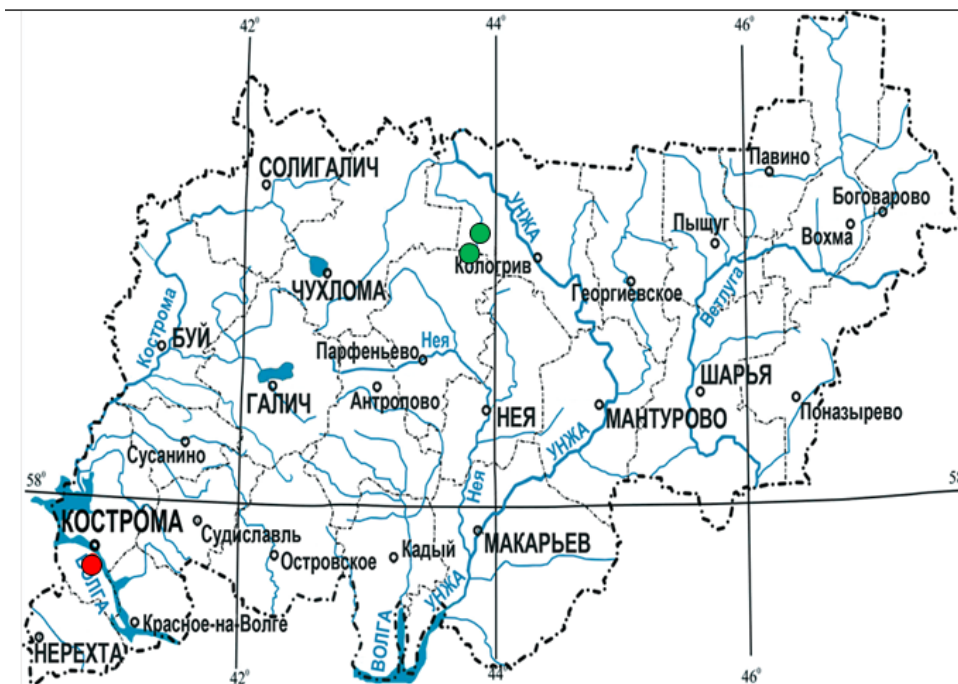 42°
44°
46°
Павино
СОЛИГАЛИЧ
УНЖА
Боговарово
Пыщуг
Вохма
Кологрив
ЧУХЛОМА
Георгиевское
Ветлуга
Кострома
БУЙ
Нея
Парфеньево
ГАЛИЧ
Антропово
НЕЯ
ШАРЬЯ
МАНТУРОВО
Поназырево
Сусанино
УНЖА
58°
Нея
58
КОСТРОМА
Судиславль
МАКАРЬЕВ
Островское
Кадый
ОЛГА
УНЖА
Красное-на-Волге
НЕРЕХТА
ВОЛГА
42°
44°
46°